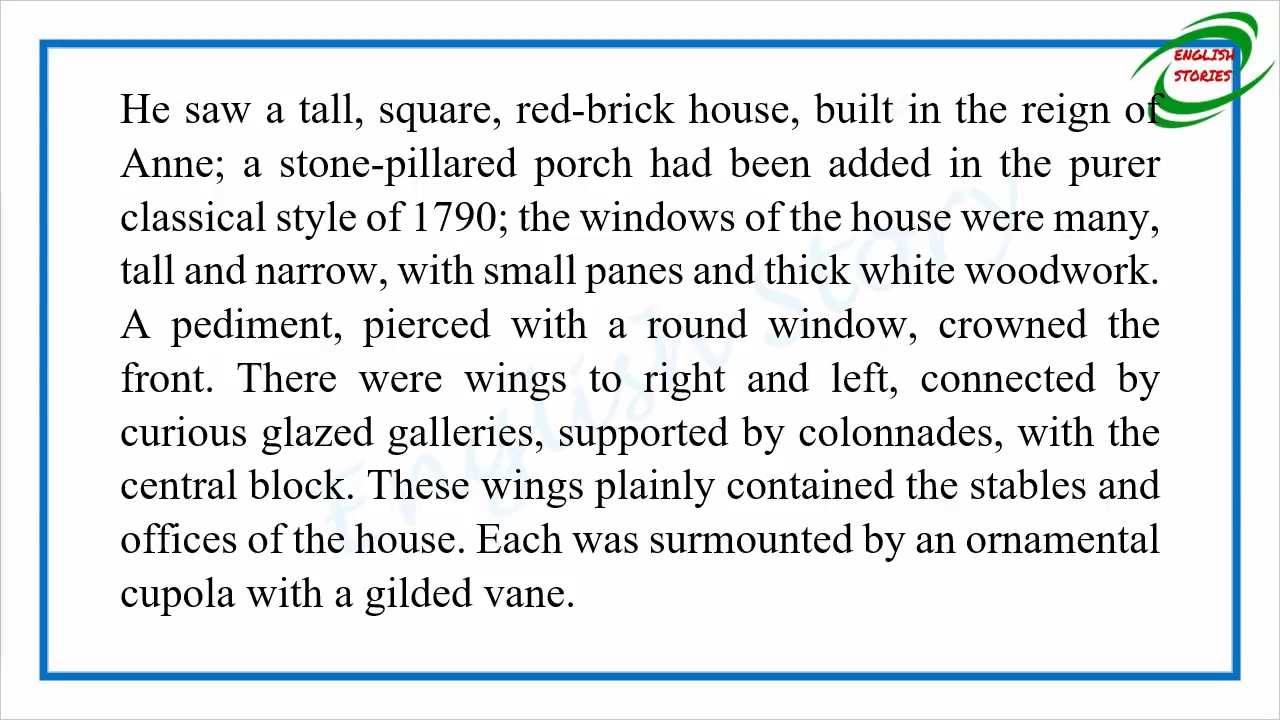 ENGLISH
STORIES
He saw a tall, square, red-brick house, built in the reign of
Anne; a stone-pillared porch had been added in the purer
classical style of 1790; the windows of the house were many,
tall and narrow, with small panes and thick white woodwork.
A pediment, pierced with a round window, crowned the
front. There were wings to right and left, connected by
curious glazed galleries, supported by colonnades, with the
central block. These wings plainly contained the stables and
offices of the house. Each was surmounted by an ornamental
cupola with a gilded vane.
English Story